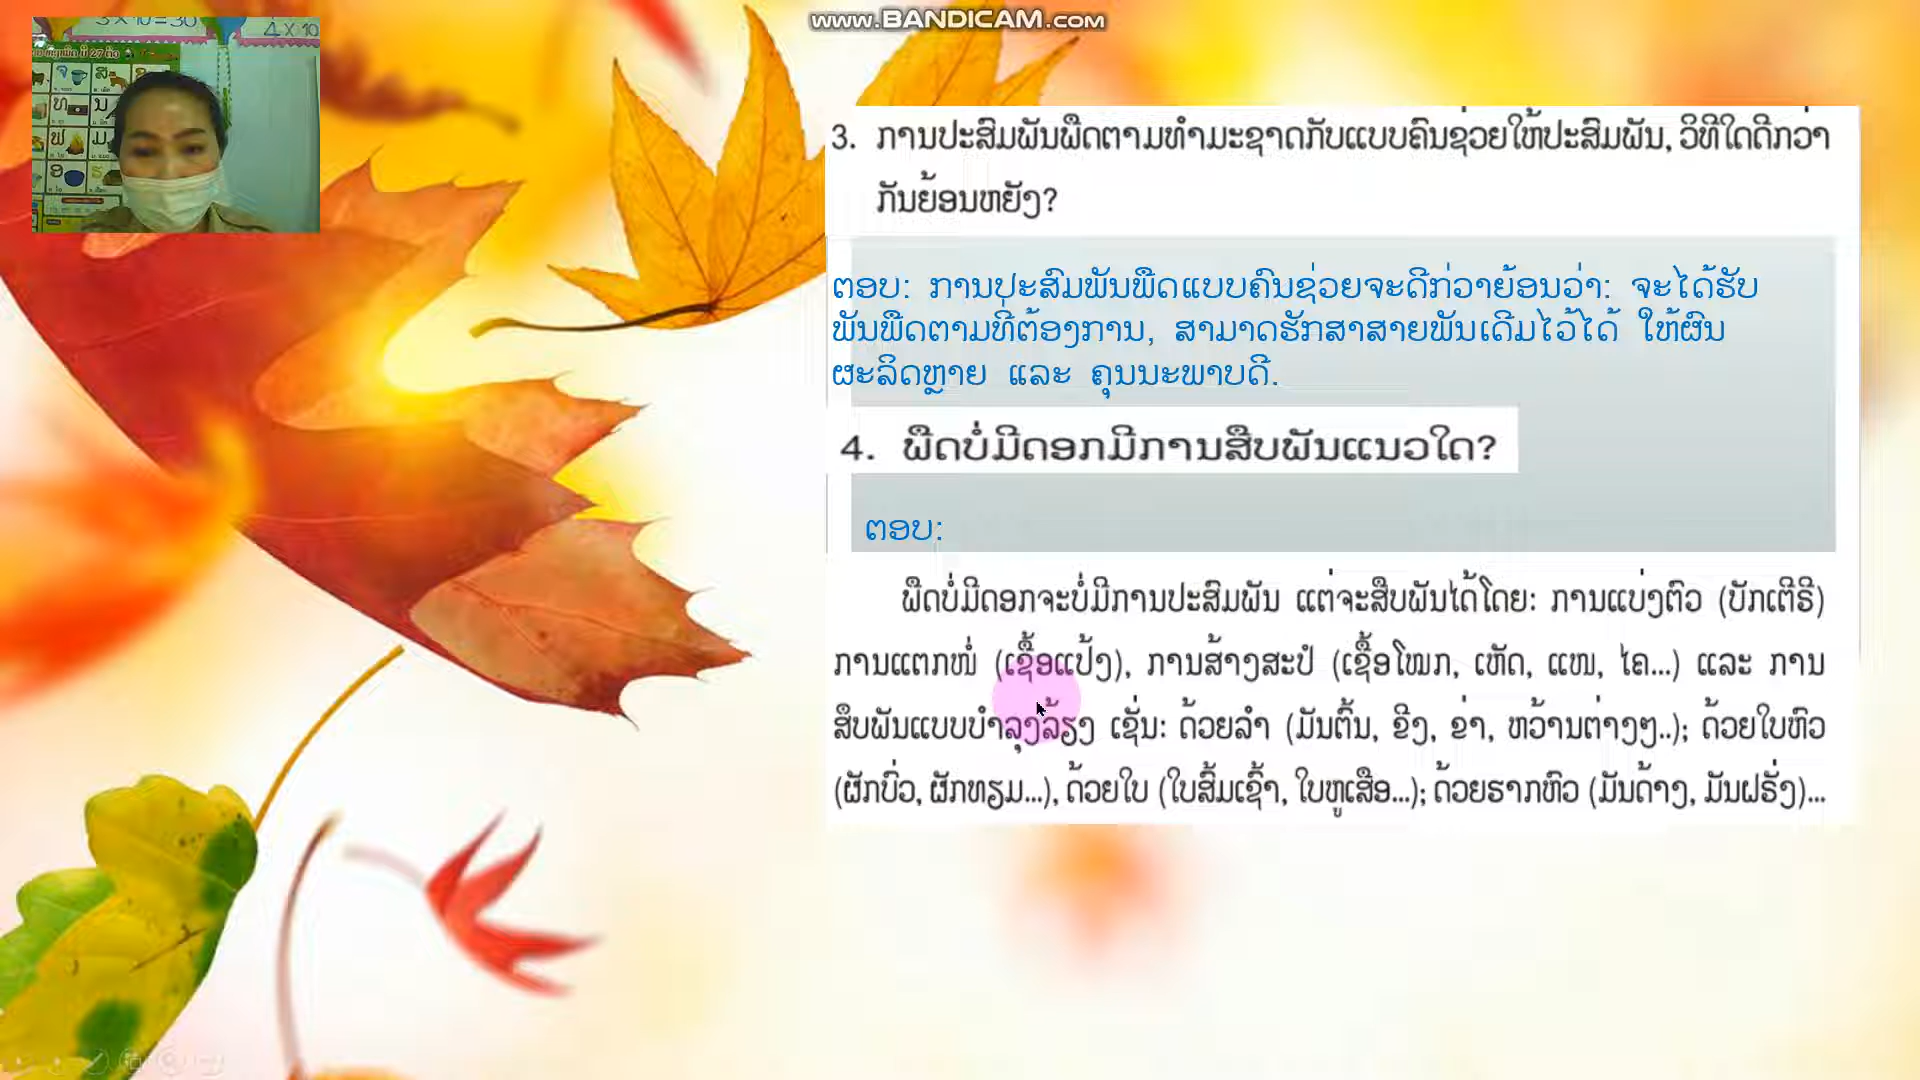 www.BANDICAM.com
3 X 10 = 30
4 X 10
3. ການປະສົມພັນພືດຕາມທຳມະຊາດກັບແບບຄົນຊ່ວຍໃຫ້ປະສົມພັນ, ວິທີໃດດີກວ່າ
ກັນຍ້ອນຫຍັງ?
ຕອບ: ການປະສົມພັນພືດແບບຄົນຊ່ວຍຈະດີກ່ວາຍ້ອນວ່າ: ຈະໄດ້ຮັບ
ພັນພືດຕາມທີ່ຕ້ອງການ, ສາມາດຮັກສາສາຍພັນເດີມໄວ້ໄດ້ ໃຫ້ຜົນ
ຜະລິດຫຼາຍ ແລະ ຄຸນນະພາບດີ.
4. ພືດບໍ່ມີດອກມີການສືບພັນແນວໃດ?
ຕອບ:
ພືດບໍ່ມີດອກຈະບໍ່ມີການປະສົມພັນ ແຕ່ຈະສືບພັນໄດ້ໂດຍ: ການແບ່ງຕົວ (ບັກເຕີຣີ)
ການແຕກໜໍ່ (ເຊື້ອແປ້ງ), ການສ້າງສະປໍ (ເຊື້ອໂໝກ, ເຫັດ, ແໜ, ໄຄ...) ແລະ ການ
ສືບພັນແບບບຳລຸງລ້ຽງ ເຊັ່ນ: ດ້ວຍລຳ (ມັນຕົ້ນ, ຂີງ, ຂ່າ, ຫວ້ານຕ່າງໆ..); ດ້ວຍໃບຫົວ
(ຜັກບົ່ວ, ຜັກທຽມ...), ດ້ວຍໃບ (ໃບສົ້ມເຊົ້າ, ໃບຫູເສືອ...); ດ້ວຍຮາກຫົວ (ມັນດ້າງ, ມັນຝຣັ່ງ)...